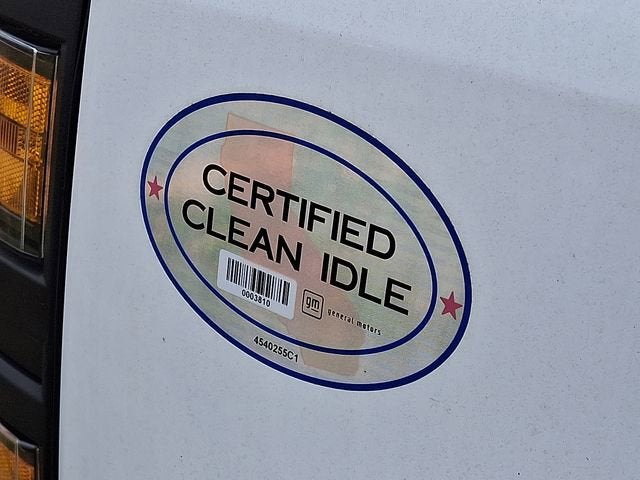 CERTIFIED
CLEAN IDLE
0003810
gm
general motors
4540255C1